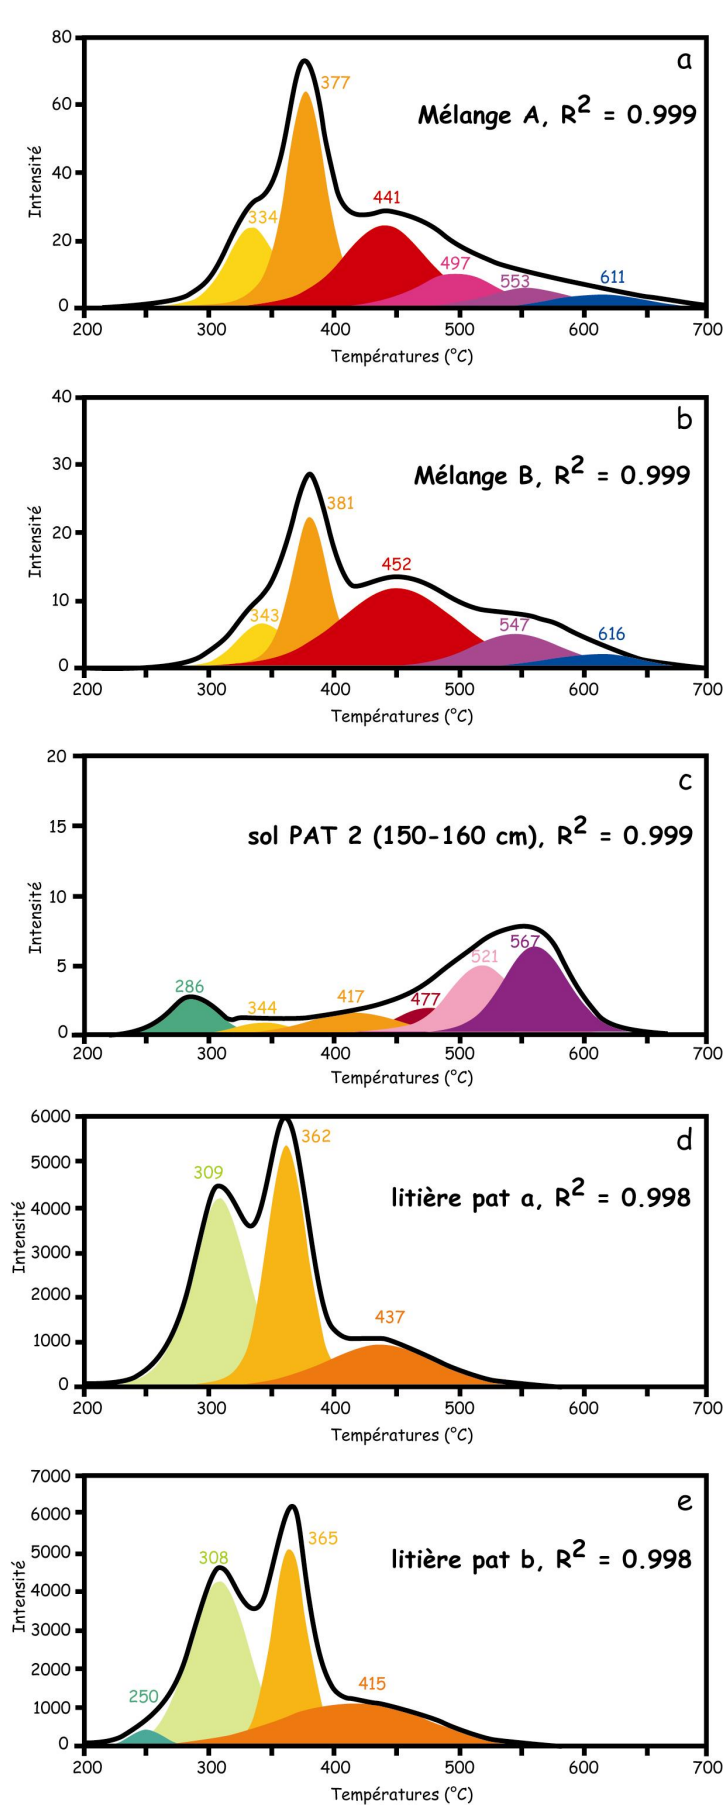 80
a
377
Mélange A, R² = 0.999
60
Intensité
40
334
441
20
497
553
611
0
200 300 400 500 600 700
Températures (°C)
40
b
30
Mélange B, R² = 0.999
381
Intensité
20
452
10
343
547
616
0
200 300 400 500 600 700
Températures (°C)
20
c
15
sol PAT 2 (150-160 cm), R² = 0.999
Intensité
10
567
521
5
286
344
417
477
0
200 300 400 500 600 700
Températures (°C)
6000
d
362
5000
309
litière pat a, R² = 0.998
4000
Intensité
3000
2000
437
1000
0
200 300 400 500 600 700
Températures (°C)
7000
e
6000
365
5000
308
litière pat b, R² = 0.998
4000
Intensité
3000
2000
250
415
1000
0
200 300 400 500 600 700
Températures (°C)